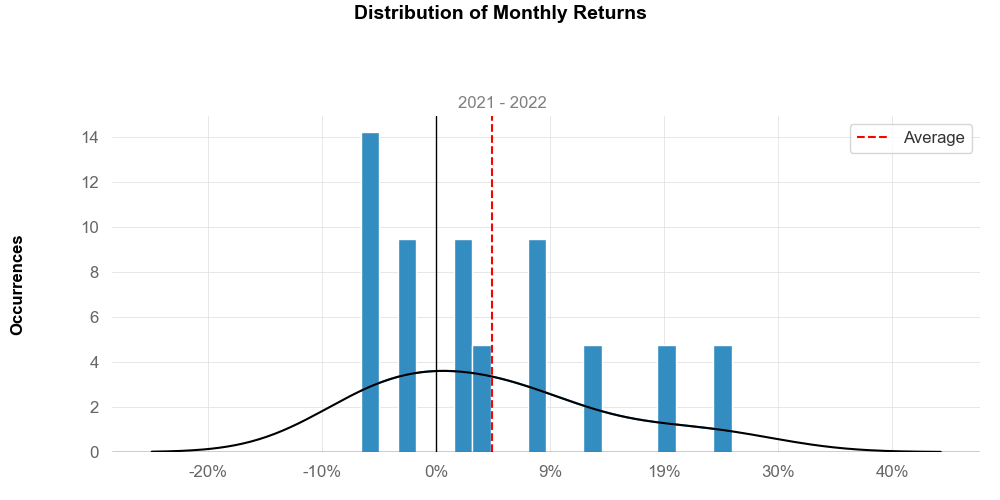 Distribution of Monthly Returns
2021 - 2022
Average
Occurrences
14
12
10
8
6
4
2
0
-20% -10% 0% 9% 19% 30% 40%